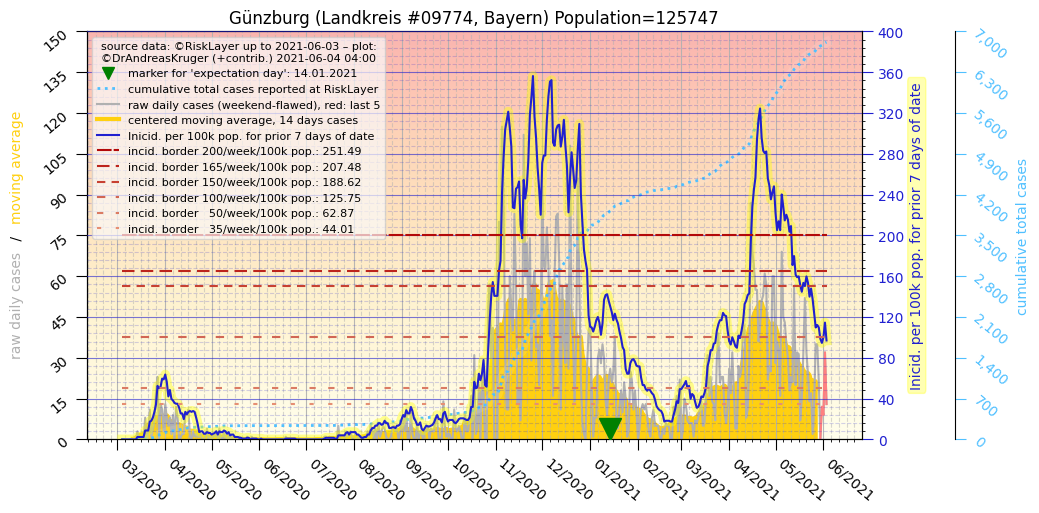 Günzburg (Landkreis #09774, Bayern) Population=125747
source data: ©RiskLayer up to 2021-06-03 – plot:
©DrAndreasKruger (+contrib.) 2021-06-04 04:00
marker for 'expectation day': 14.01.2021
cumulative total cases reported at RiskLayer
raw daily cases (weekend-flawed), red: last 5
centered moving average, 14 days cases
Inicid. per 100k pop. for prior 7 days of date
incid. border 200/week/100k pop.: 251.49
incid. border 165/week/100k pop.: 207.48
incid. border 150/week/100k pop.: 188.62
incid. border 100/week/100k pop.: 125.75
incid. border 50/week/100k pop.: 62.87
incid. border 35/week/100k pop.: 44.01
raw daily cases / moving average
150
135
120
105
90
75
60
45
30
15
0
03/2020
04/2020
05/2020
06/2020
07/2020
08/2020
09/2020
10/2020
11/2020
12/2020
01/2021
02/2021
03/2021
04/2021
05/2021
06/2021
400
360
320
280
240
200
160
120
80
40
0
Inicid. per 100k pop. for prior 7 days of date
7,000
6,300
5,600
4,900
4,200
3,500
2,800
2,100
1,400
700
0
cumulative total cases